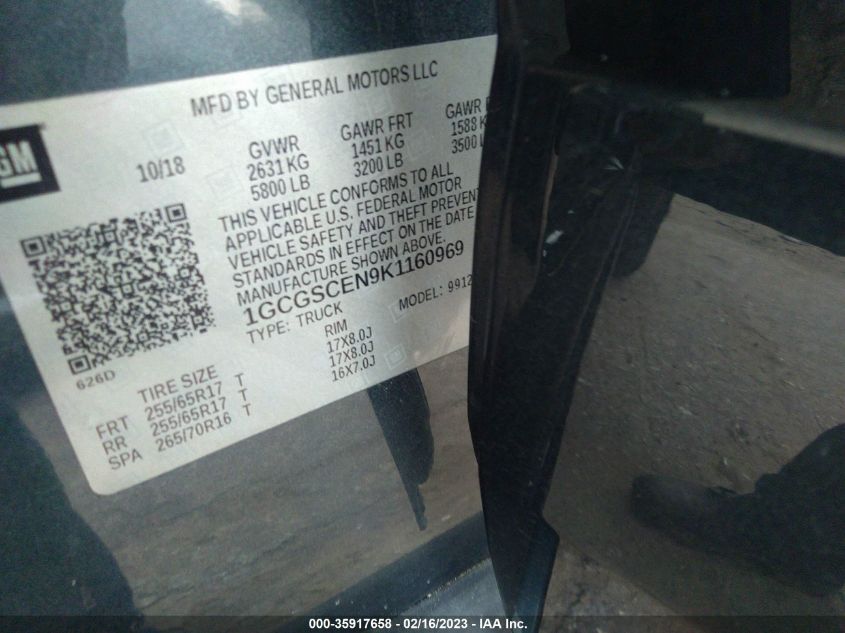 MFD BY GENERAL MOTORS LLC
GM
10/18 GVWR GAWR FRT GAWR
2631 KG 1451 KG 1588
5800 LB 3200 LB 3500
THIS VEHICLE CONFORMS TO ALL
APPLICABLE U.S. FEDERAL MOTOR
VEHICLE SAFETY AND THEFT PREVENT
STANDARDS IN EFFECT ON THE DATE
MANUFACTURE SHOWN ABOVE.
1GCGSCEN9K1160969
TYPE: TRUCK MODEL: 9912
626D
TIRE SIZE RIM
FRT 255/65R17 T 17X8.0J
RR 255/65R17 T 17X8.0J
SPA 265/70R16 T 16X7.0J
000-35917658 - 02/16/2023 - IAA Inc.